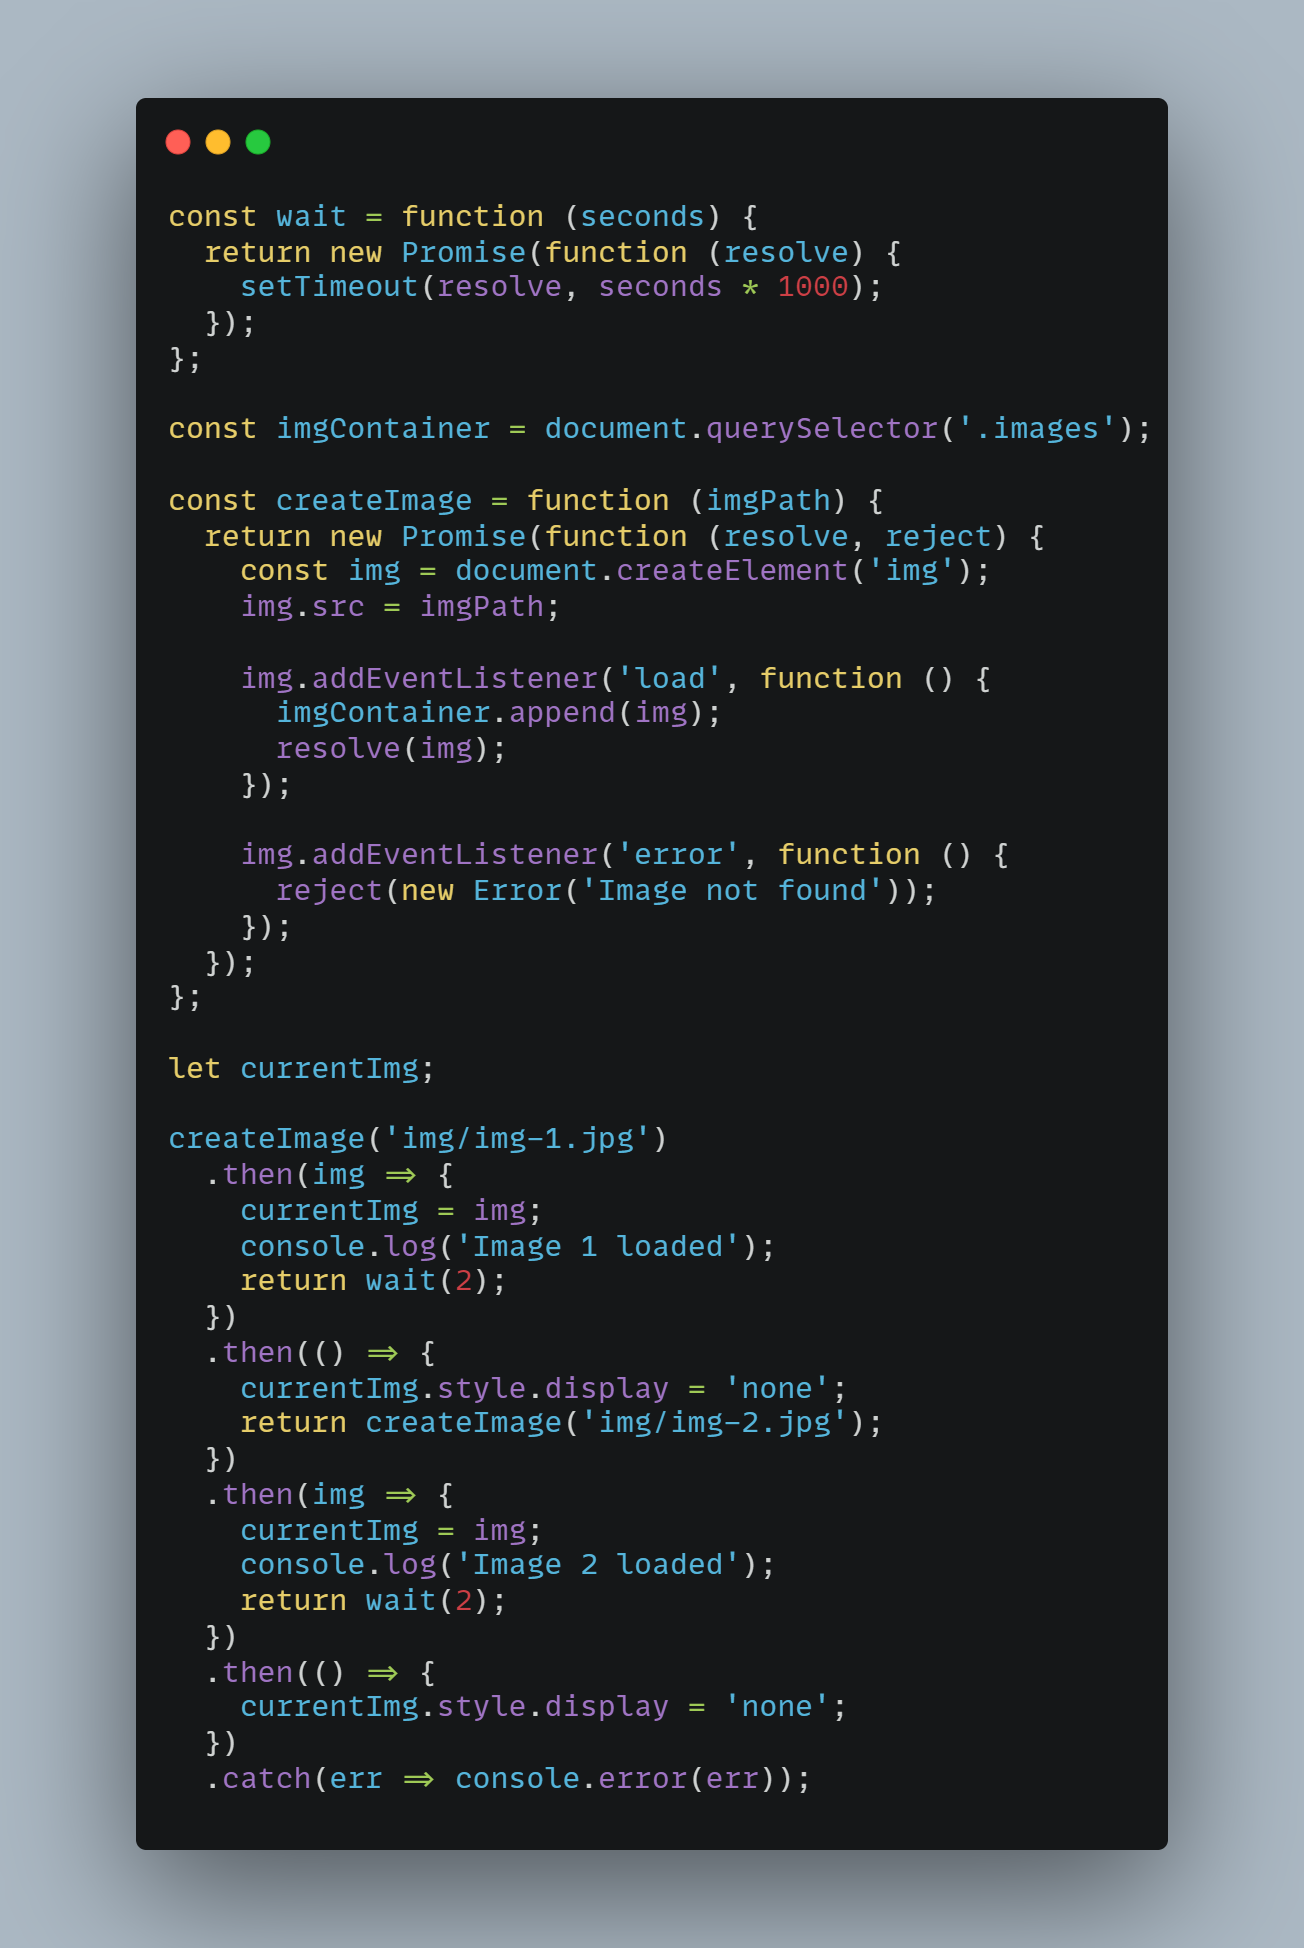 const wait = function (seconds) {
  return new Promise(function (resolve) {
    setTimeout(resolve, seconds * 1000);
  });
};

const imgContainer = document.querySelector('.images');

const createImage = function (imgPath) {
  return new Promise(function (resolve, reject) {
    const img = document.createElement('img');
    img.src = imgPath;

    img.addEventListener('load', function () {
      imgContainer.append(img);
      resolve(img);
    });

    img.addEventListener('error', function () {
      reject(new Error('Image not found'));
    });
  });
};

let currentImg;

createImage('img/img-1.jpg')
  .then(img => {
    currentImg = img;
    console.log('Image 1 loaded');
    return wait(2);
  })
  .then(() => {
    currentImg.style.display = 'none';
    return createImage('img/img-2.jpg');
  })
  .then(img => {
    currentImg = img;
    console.log('Image 2 loaded');
    return wait(2);
  })
  .then(() => {
    currentImg.style.display = 'none';
  })
  .catch(err => console.error(err));